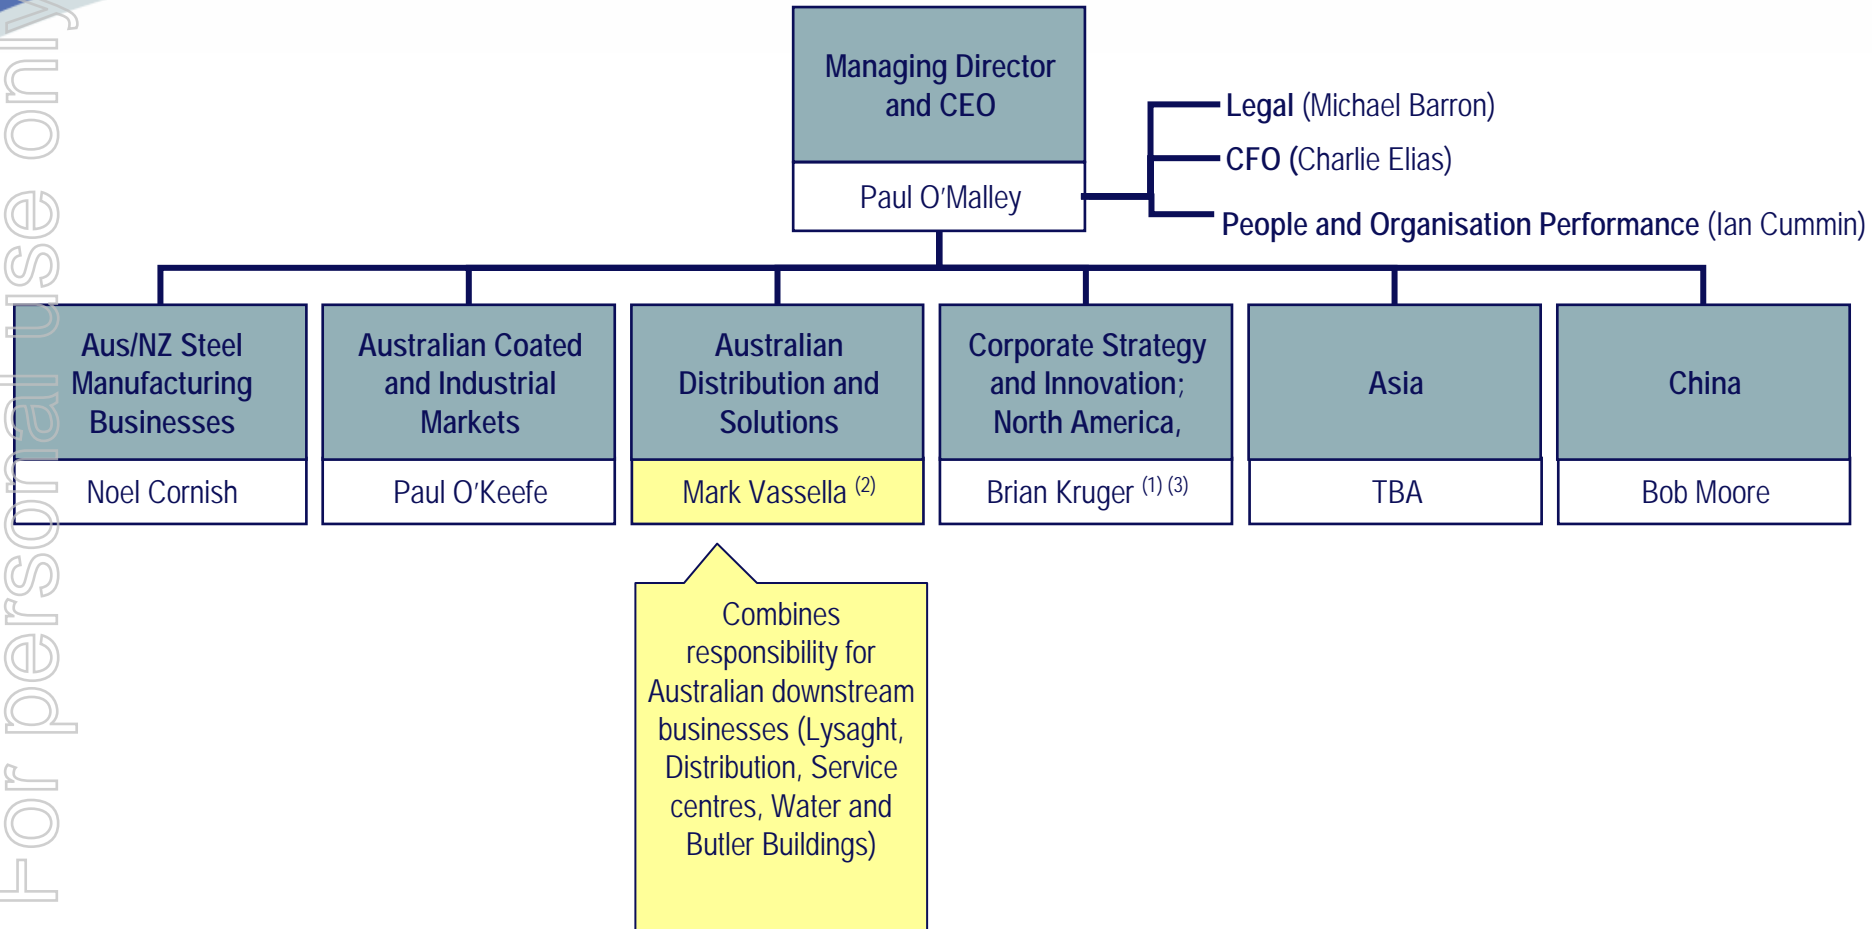 For personal use only
Managing Director
and CEO
Paul O’Malley
Legal (Michael Barron)
CFO (Charlie Elias)
People and Organisation Performance (Ian Cummin)
Aus/NZ Steel
Manufacturing
Businesses
Noel Cornish
Australian Coated
and Industrial
Markets
Paul O’Keefe
Australian
Distribution and
Solutions
Mark Vassella (2)
Corporate Strategy
and Innovation;
North America,
Brian Kruger (1) (3)
Asia
TBA
China
Bob Moore
Combines
responsibility for
Australian downstream
businesses (Lysaght,
Distribution, Service
centres, Water and
Butler Buildings)